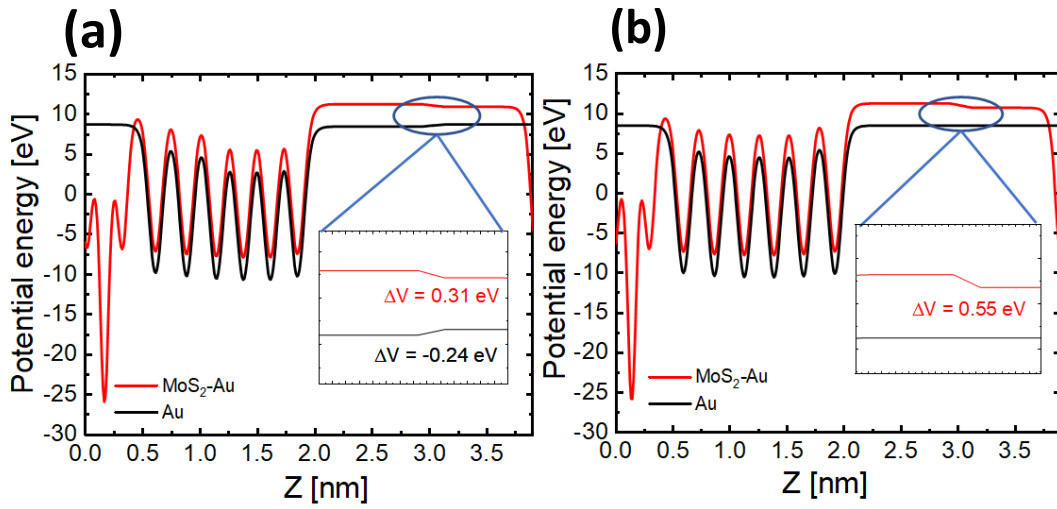 (a)
15
10
5
0
-5
-10
-15
-20
-25
-30
Potential energy [eV]
ΔV = 0.31 eV
ΔV = -0.24 eV
MoS₂-Au
Au
0.0 0.5 1.0 1.5 2.0 2.5 3.0 3.5
Z [nm]
(b)
15
10
5
0
-5
-10
-15
-20
-25
-30
Potential energy [eV]
ΔV = 0.55 eV
MoS₂-Au
Au
0.0 0.5 1.0 1.5 2.0 2.5 3.0 3.5
Z [nm]